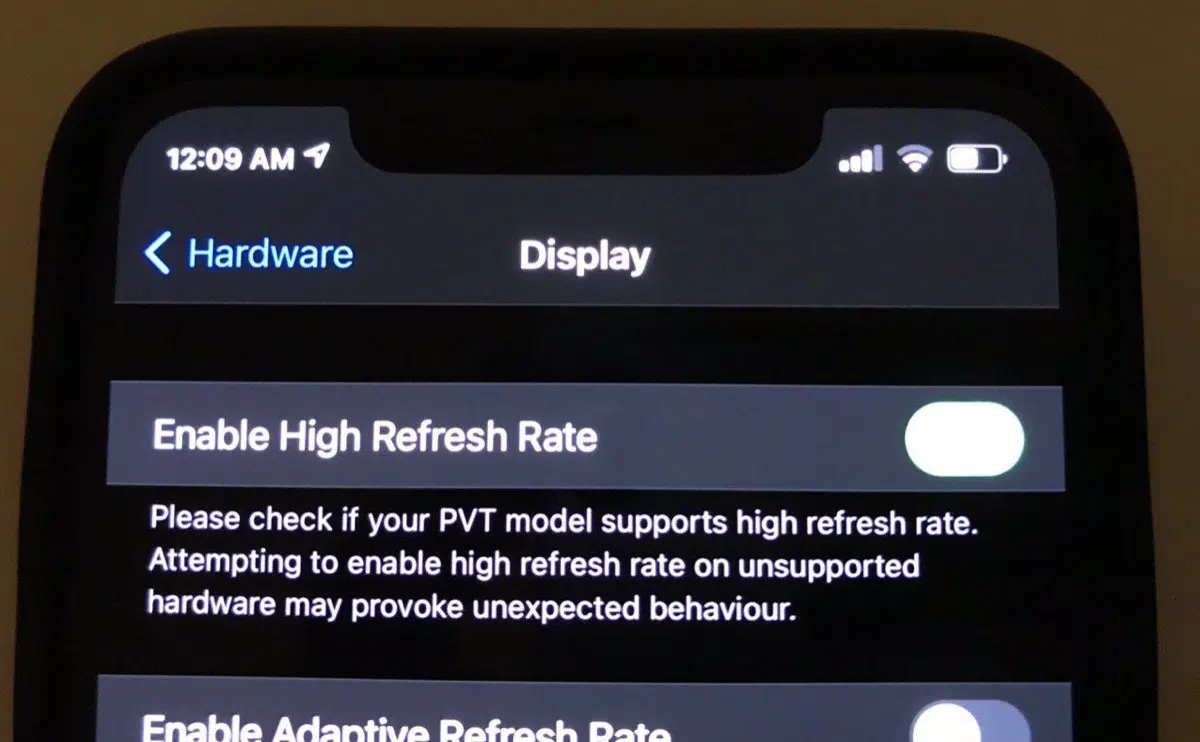 12:09 AM
Hardware
Display
Enable High Refresh Rate
Please check if your PVT model supports high refresh rate.
Attempting to enable high refresh rate on unsupported
hardware may provoke unexpected behaviour.
Enable Adaptive Refresh Rate